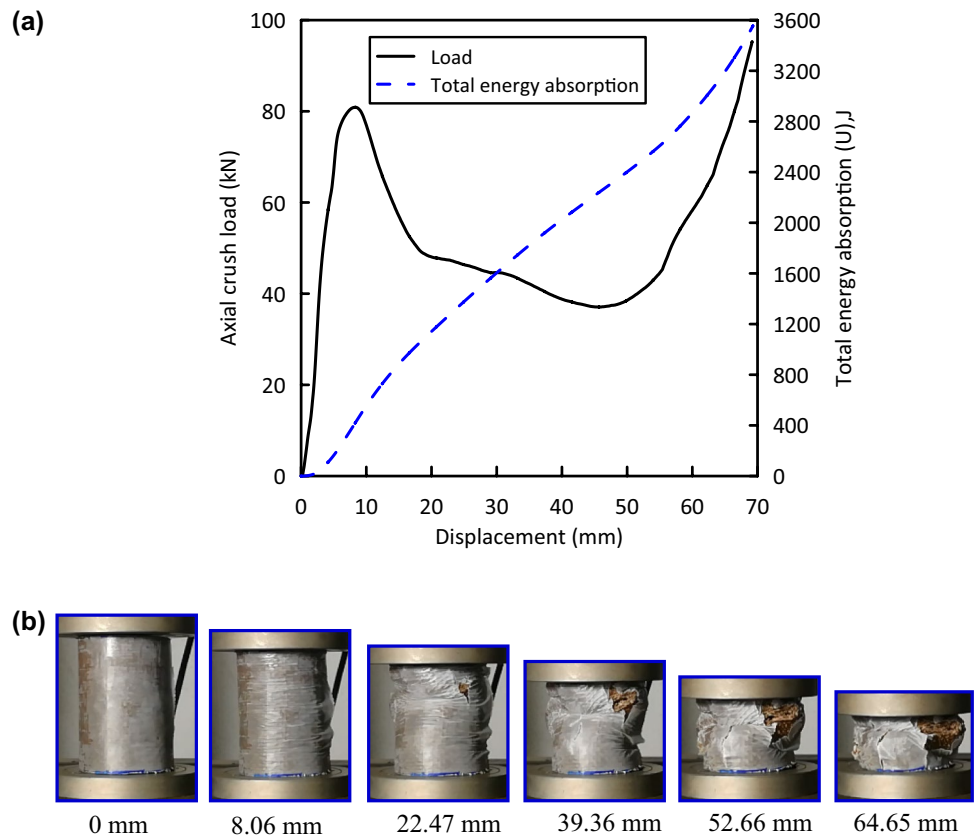 (a)
Load
Total energy absorption
Axial crush load (kN)
100
80
60
40
20
0
3600
3200
2800
2400
2000
1600
1200
800
400
0
Total energy absorption (U),J
0 10 20 30 40 50 60 70
Displacement (mm)
(b)
0 mm 8.06 mm 22.47 mm 39.36 mm 52.66 mm 64.65 mm